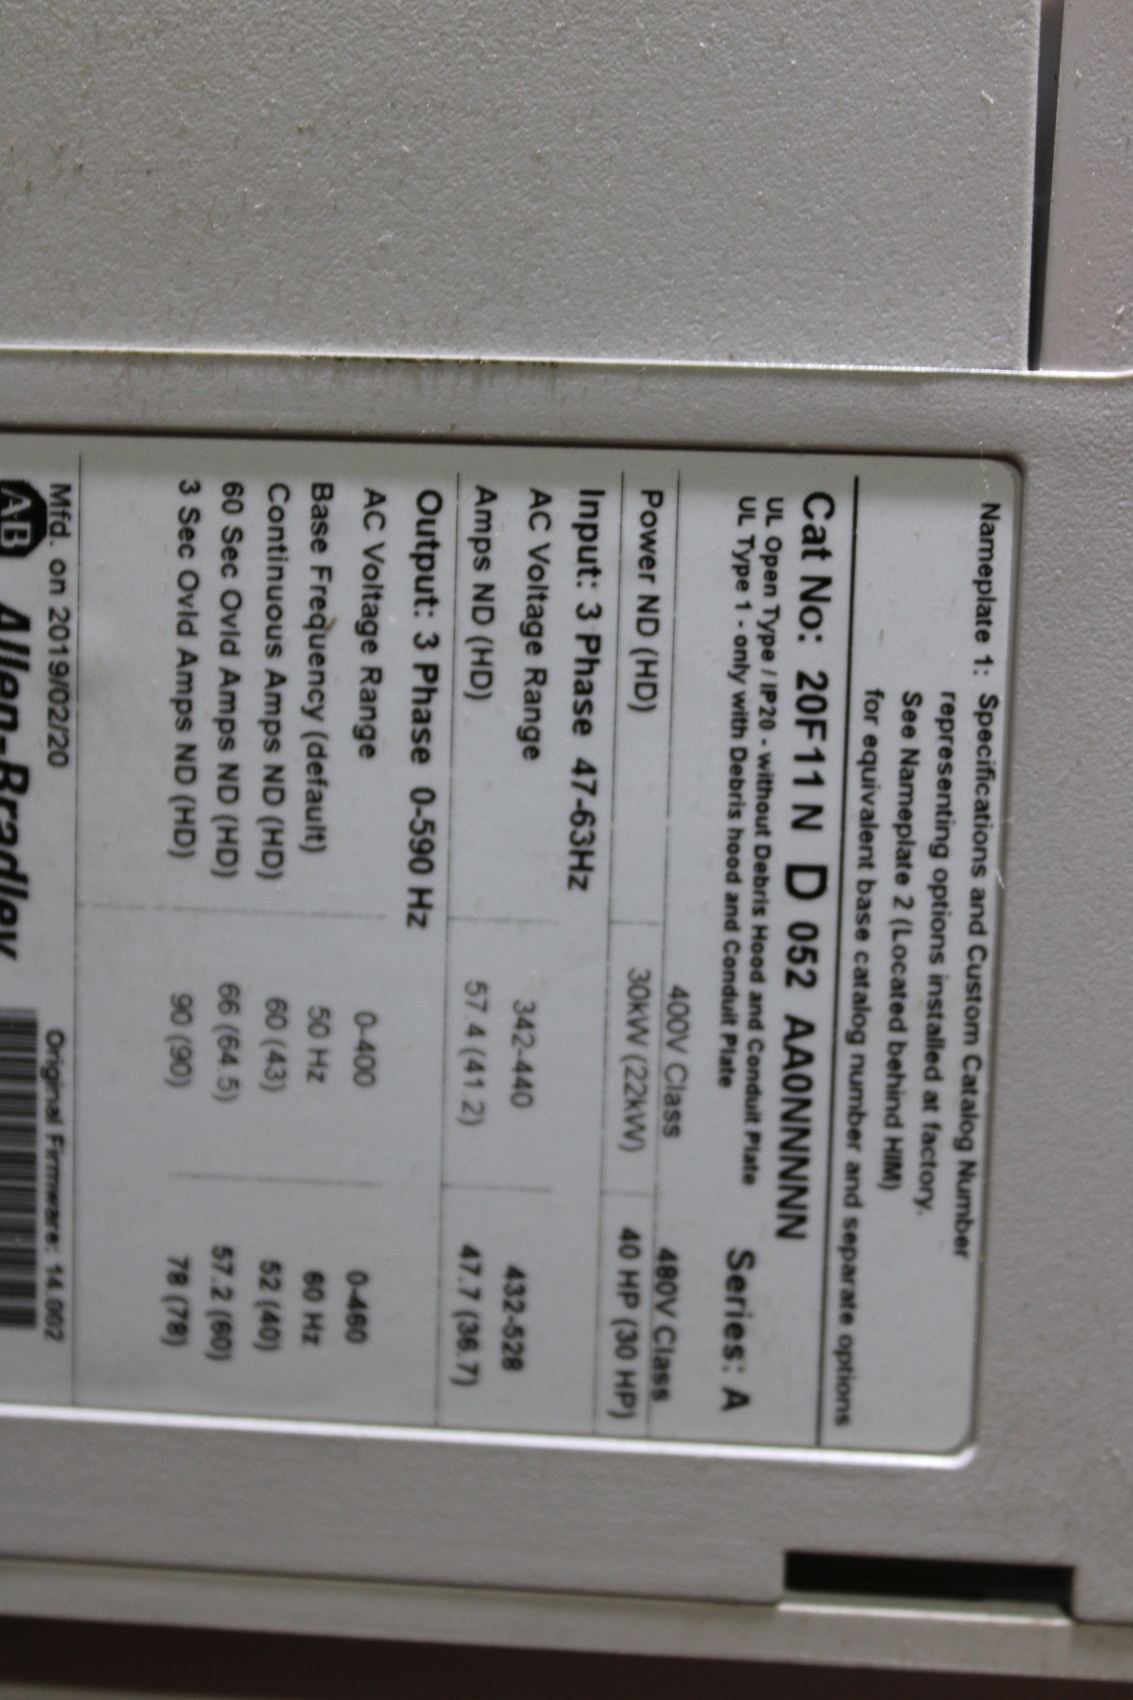 Nameplate 1: Specifications and Custom Catalog Number
representing options installed at factory.
See Nameplate 2 (Located behind HIM)
for equivalent base catalog number and separate options
Cat No: 20F11 N D 052 AA0NNNNN
UL Open Type / IP20 - without Debris Hood and Conduit Plate
UL Type 1 - only with Debris hood and Conduit Plate Series: A
400V Class 480V Class
Power ND (HD) 30kW (22kW) 40 HP (30 HP)
Input: 3 Phase 47-63Hz
AC Voltage Range 342-440 432-528
Amps ND (HD) 57.4 (41.2) 47.7 (36.7)
Output: 3 Phase 0-590 Hz
AC Voltage Range 0-400 0-460
Base Frequency (default) 50 Hz 60 Hz
Continuous Amps ND (HD) 60 (43) 52 (40)
60 Sec Ovld Amps ND (HD) 66 (64.5) 57.2 (60)
3 Sec Ovld Amps ND (HD) 90 (90) 78 (78)
Mfd. on 2019/02/20 Original Firmware: 14.002
AB Allen-Bradley